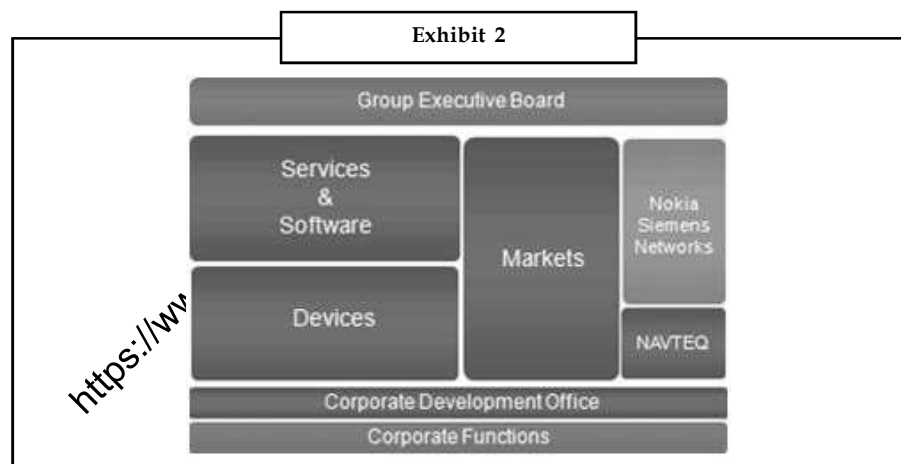 Exhibit 2
Group Executive Board
Services
&
Software
Devices
Markets
Nokia
Siemens
Networks
NAVTEQ
Corporate Development Office
Corporate Functions